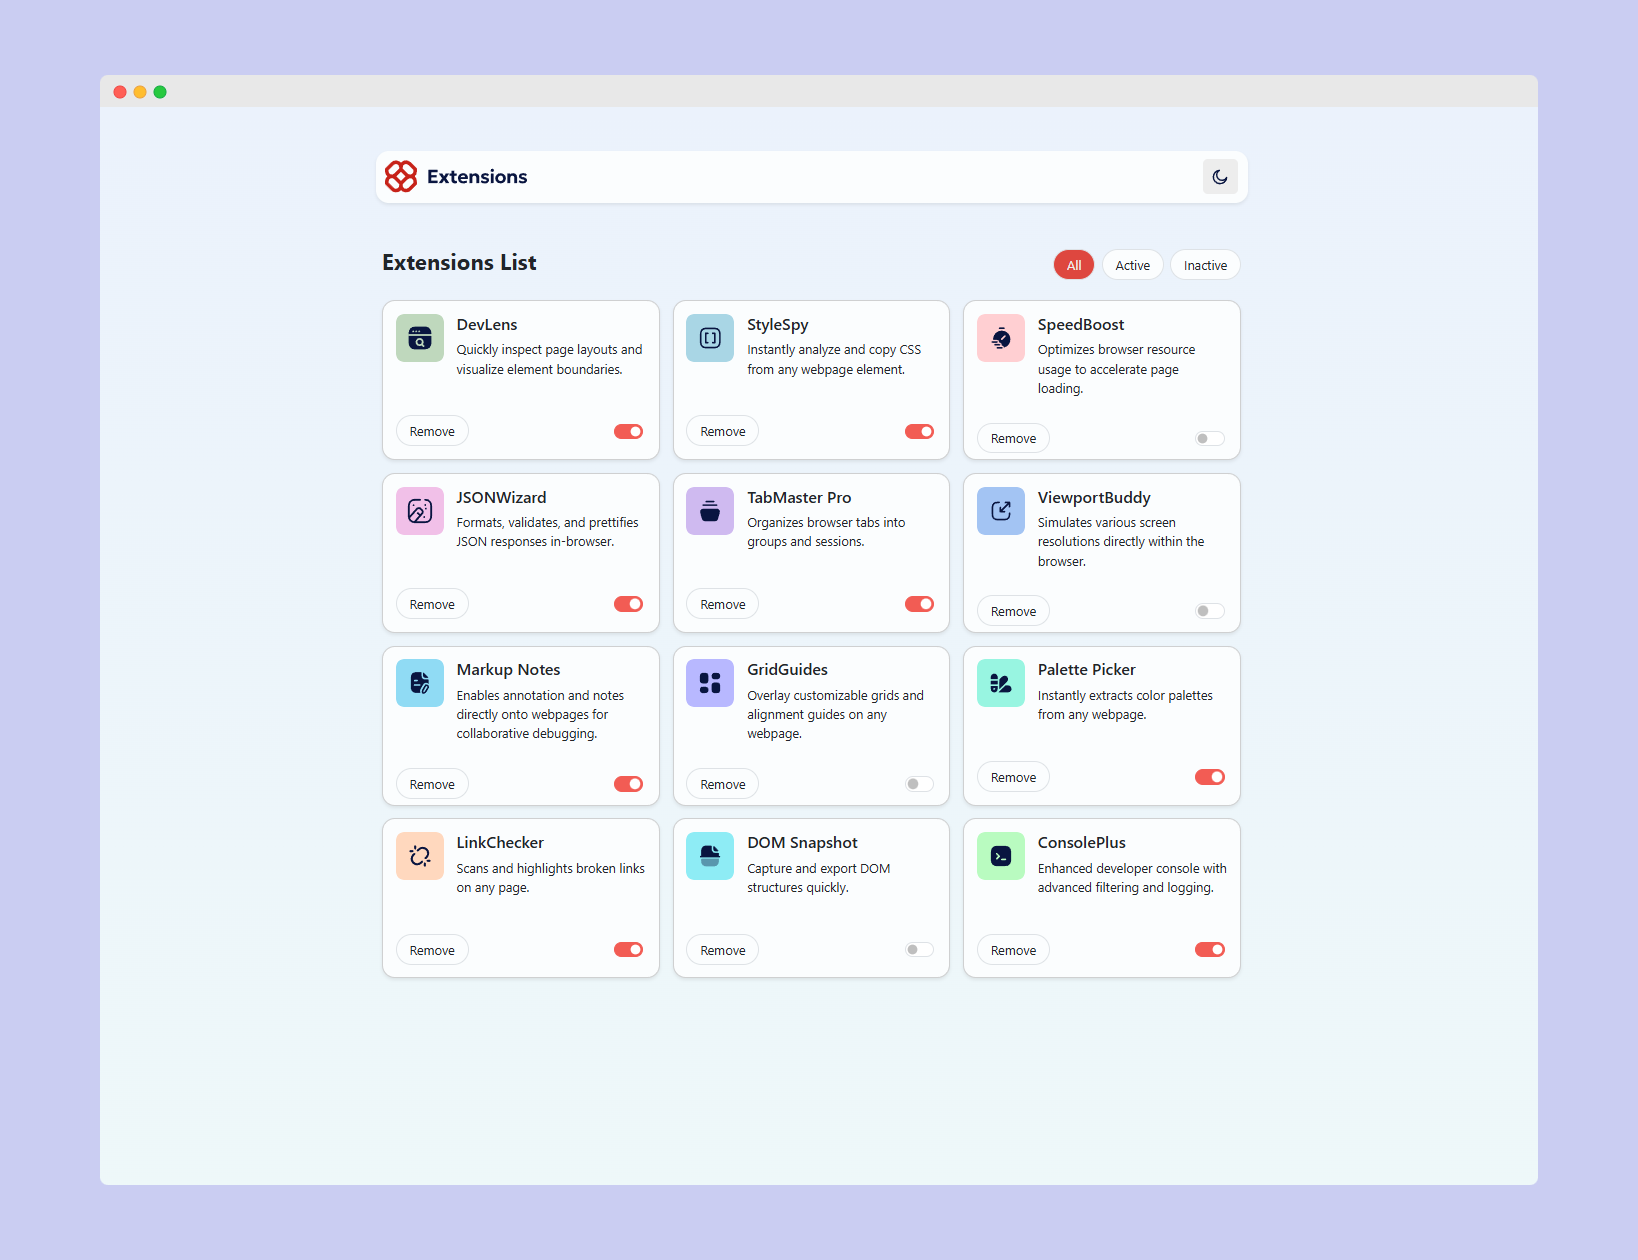 Extensions
Extensions List
All
Active
Inactive
DevLens
Quickly inspect page layouts and
visualize element boundaries.
Remove
StyleSpy
Instantly analyze and copy CSS
from any webpage element.
Remove
SpeedBoost
Optimizes browser resource
usage to accelerate page
loading.
Remove
JSONWizard
Formats, validates, and prettifies
JSON responses in-browser.
Remove
TabMaster Pro
Organizes browser tabs into
groups and sessions.
Remove
ViewportBuddy
Simulates various screen
resolutions directly within the
browser.
Remove
Markup Notes
Enables annotation and notes
directly onto webpages for
collaborative debugging.
Remove
GridGuides
Overlay customizable grids and
alignment guides on any
webpage.
Remove
Palette Picker
Instantly extracts color palettes
from any webpage.
Remove
LinkChecker
Scans and highlights broken links
on any page.
Remove
DOM Snapshot
Capture and export DOM
structures quickly.
Remove
ConsolePlus
Enhanced developer console with
advanced filtering and logging.
Remove